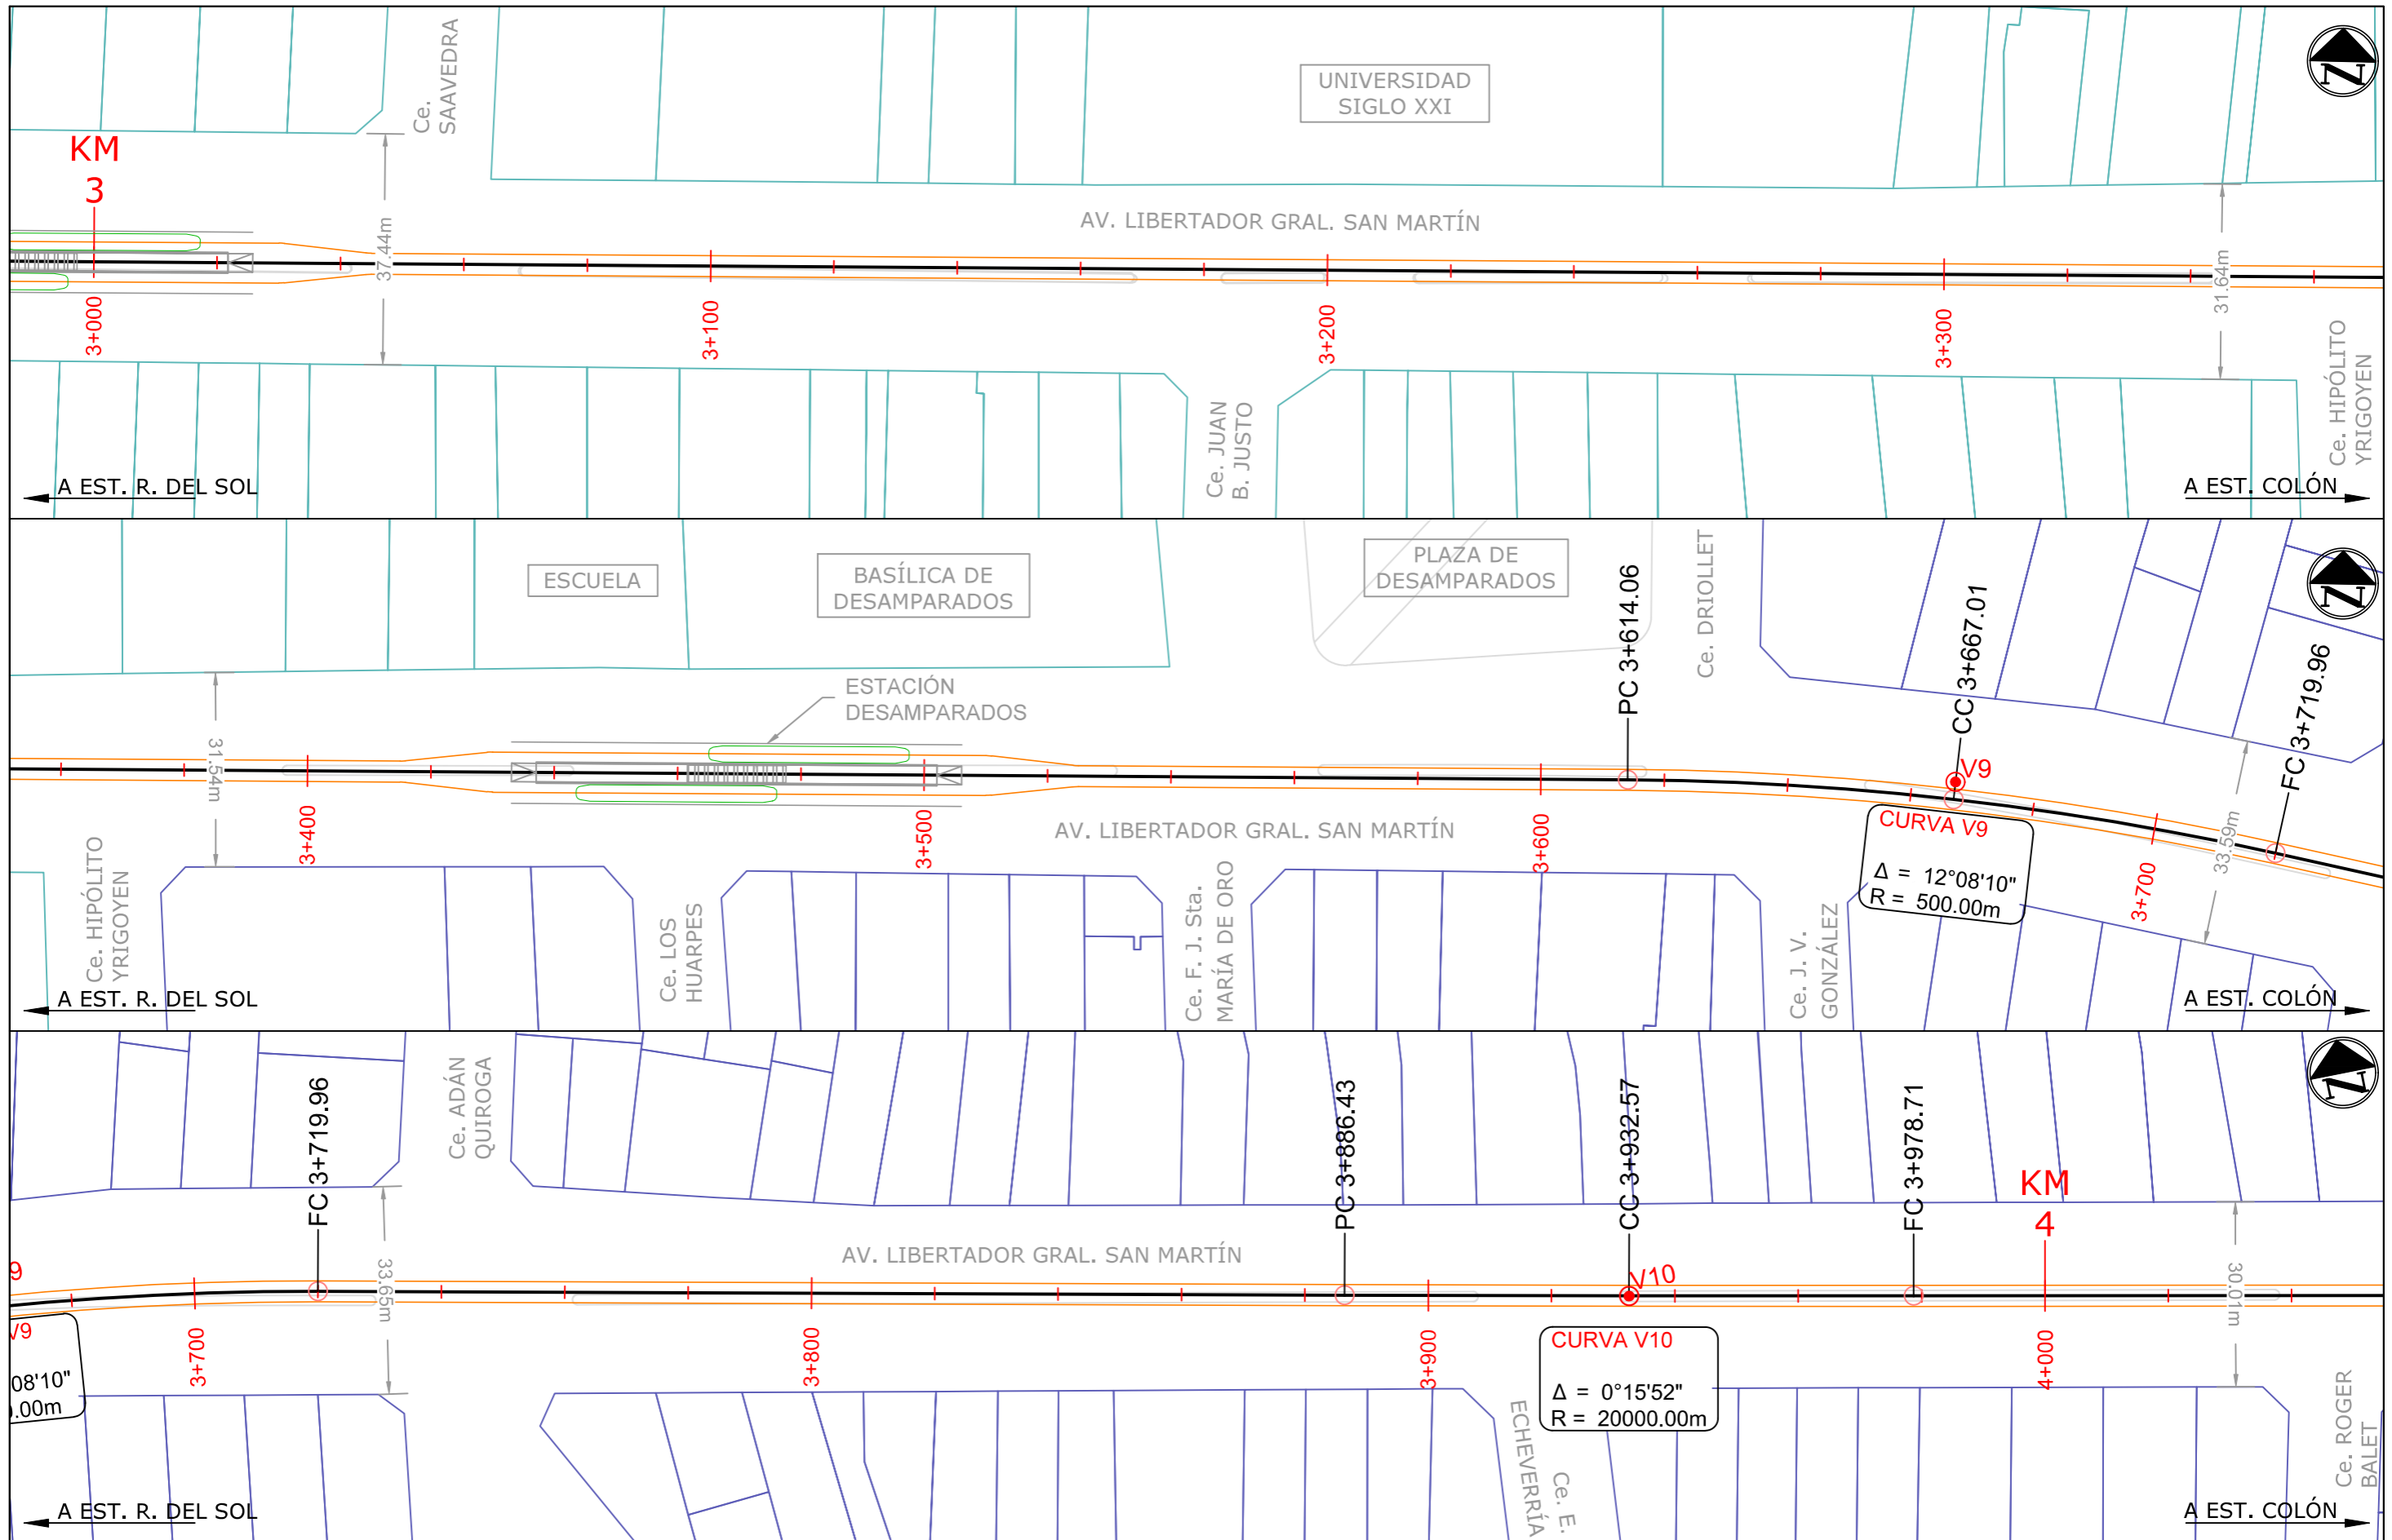 Ce.
SAAVEDRA
UNIVERSIDAD
SIGLO XXI
N
KM
3
AV. LIBERTADOR GRAL. SAN MARTÍN
37.44m
31.64m
3+000
3+100
3+200
3+300
Ce. JUAN
B. JUSTO
Ce. HIPÓLITO
YRIGOYEN
A EST. R. DEL SOL
A EST. COLÓN
ESCUELA
BASÍLICA DE
DESAMPARADOS
PLAZA DE
DESAMPARADOS
PC 3+614.06
Ce. DRIOLLET
CC 3+667.01
N
FC 3+719.96
ESTACIÓN
DESAMPARADOS
31.54m
V9
3+400
3+500
AV. LIBERTADOR GRAL. SAN MARTÍN
3+600
CURVA V9
Δ = 12°08'10"
R = 500.00m
33.59m
3+700
Ce. HIPÓLITO
YRIGOYEN
Ce. LOS
HUARPES
Ce. F. J. Sta.
MARÍA DE ORO
Ce. J. V.
GONZÁLEZ
A EST. R. DEL SOL
A EST. COLÓN
Ce. ADÁN
QUIROGA
FC 3+719.96
PC 3+886.43
CC 3+932.57
FC 3+978.71
N
KM
4
AV. LIBERTADOR GRAL. SAN MARTÍN
9
33.65m
V10
30.01m
V9
08'10"
.00m
3+700
3+800
3+900
CURVA V10
Δ = 0°15'52"
R = 20000.00m
4+000
Ce. E.
ECHEVERRÍA
Ce. ROGER
BALET
A EST. R. DEL SOL
A EST. COLÓN